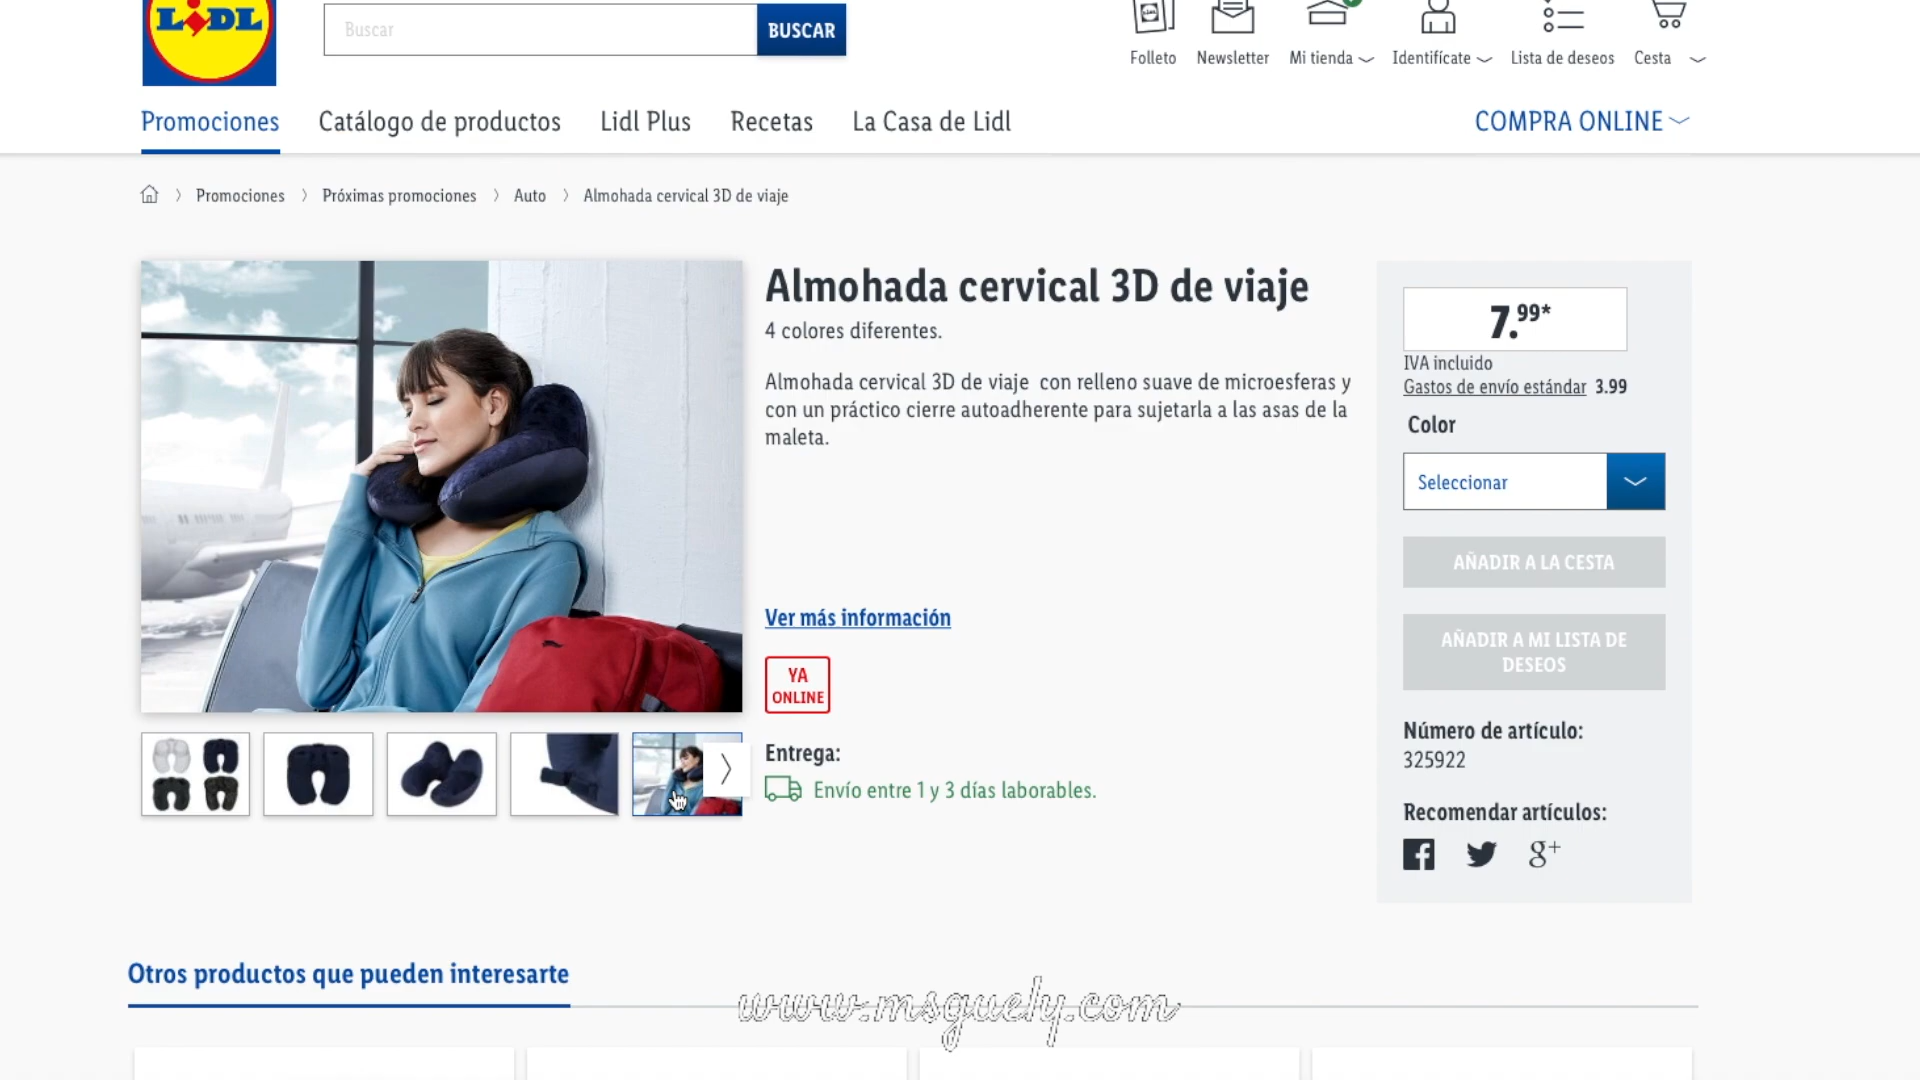 LIDL
Buscar
BUSCAR
Folleto
Newsletter
Mi tienda
Identifícate
Lista de deseos
Cesta
Promociones
Catálogo de productos
Lidl Plus
Recetas
La Casa de Lidl
COMPRA ONLINE
Promociones
Próximas promociones
Auto
Almohada cervical 3D de viaje
Almohada cervical 3D de viaje
4 colores diferentes.
Almohada cervical 3D de viaje con relleno suave de microesferas y
con un práctico cierre autoadherente para sujetarla a las asas de la
maleta.
Ver más información
YA
ONLINE
Entrega:
Envío entre 1 y 3 días laborables.
7.99*
IVA incluido
Gastos de envío estándar 3.99
Color
Seleccionar
AÑADIR A LA CESTA
AÑADIR A MI LISTA DE
DESEOS
Número de artículo:
325922
Recomendar artículos:
g+
Otros productos que pueden interesarte
www.msguely.com